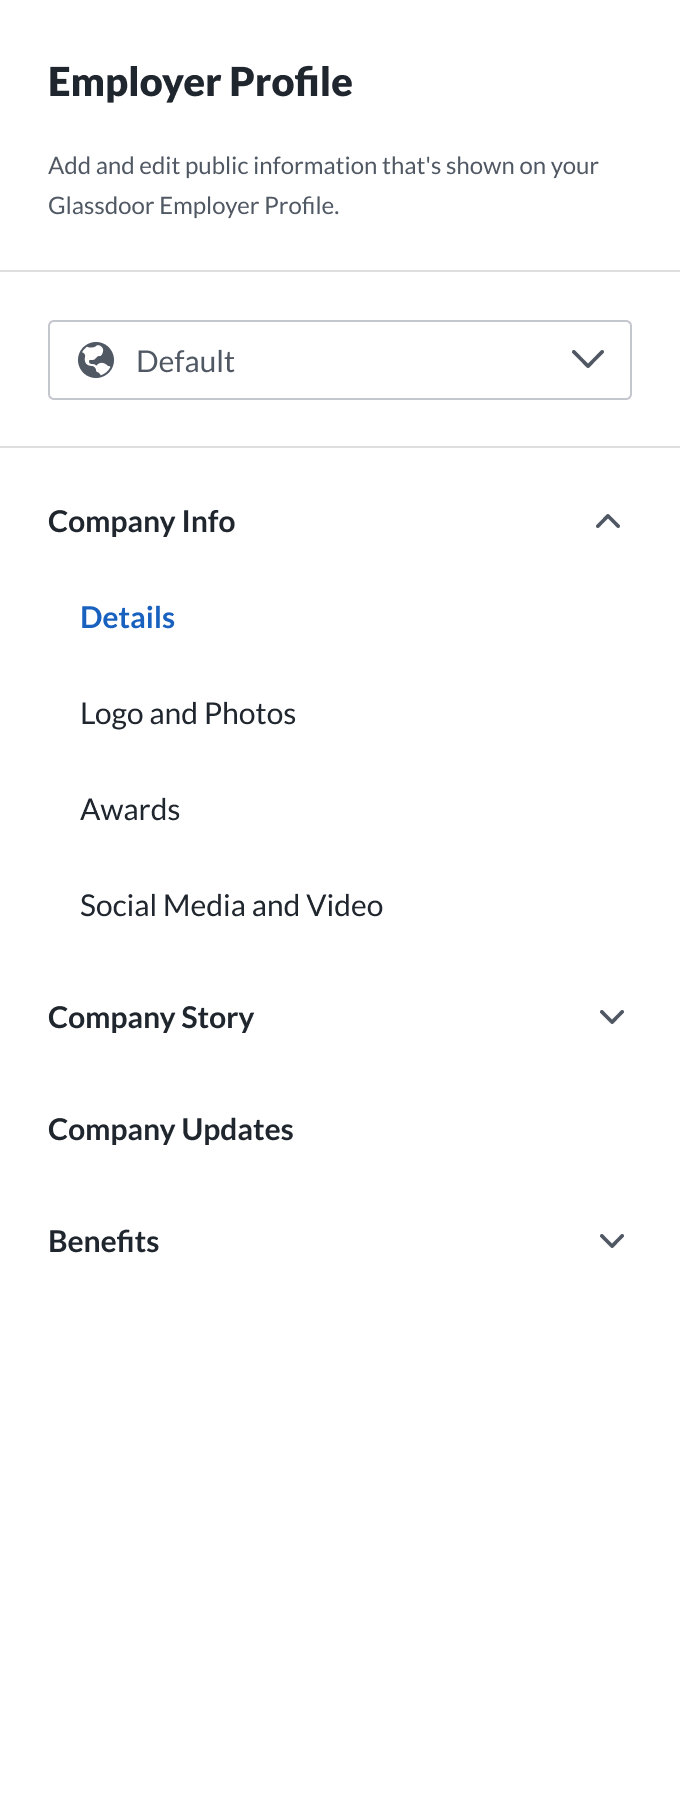 Employer Profile
Add and edit public information that's shown on your
Glassdoor Employer Profile.
Default
Company Info
Details
Logo and Photos
Awards
Social Media and Video
Company Story
Company Updates
Benefits